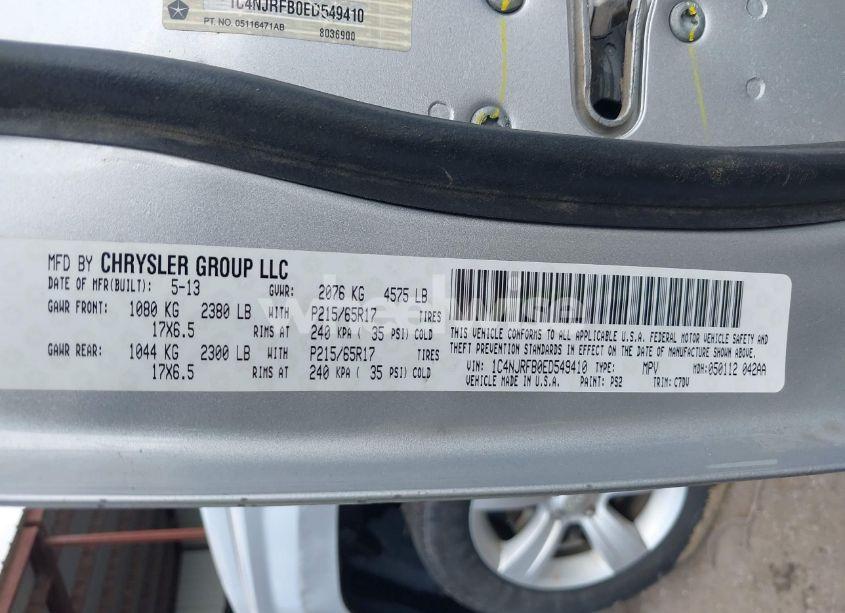 1C4NJRFB0ED549410
PT. NO. 05116471AB 8036900
MFD BY CHRYSLER GROUP LLC
DATE OF MFR(BUILT): 5-13 GVWR: 2076 KG 4575 LB
GAWR FRONT: 1080 KG 2380 LB WITH P215/65R17 TIRES
17X6.5 RIMS AT 240 KPA ( 35 PSI) COLD
GAWR REAR: 1044 KG 2300 LB WITH P215/65R17 TIRES
17X6.5 RIMS AT 240 KPA ( 35 PSI) COLD
THIS VEHICLE CONFORMS TO ALL APPLICABLE U.S.A. FEDERAL MOTOR VEHICLE SAFETY AND
THEFT PREVENTION STANDARDS IN EFFECT ON THE DATE OF MANUFACTURE SHOWN ABOVE.
VIN: 1C4NJRFB0ED549410 TYPE: MPV MDH:050112 042AA
VEHICLE MADE IN U.S.A. PAINT: PS2 TRIM: C7DV
wheelwise